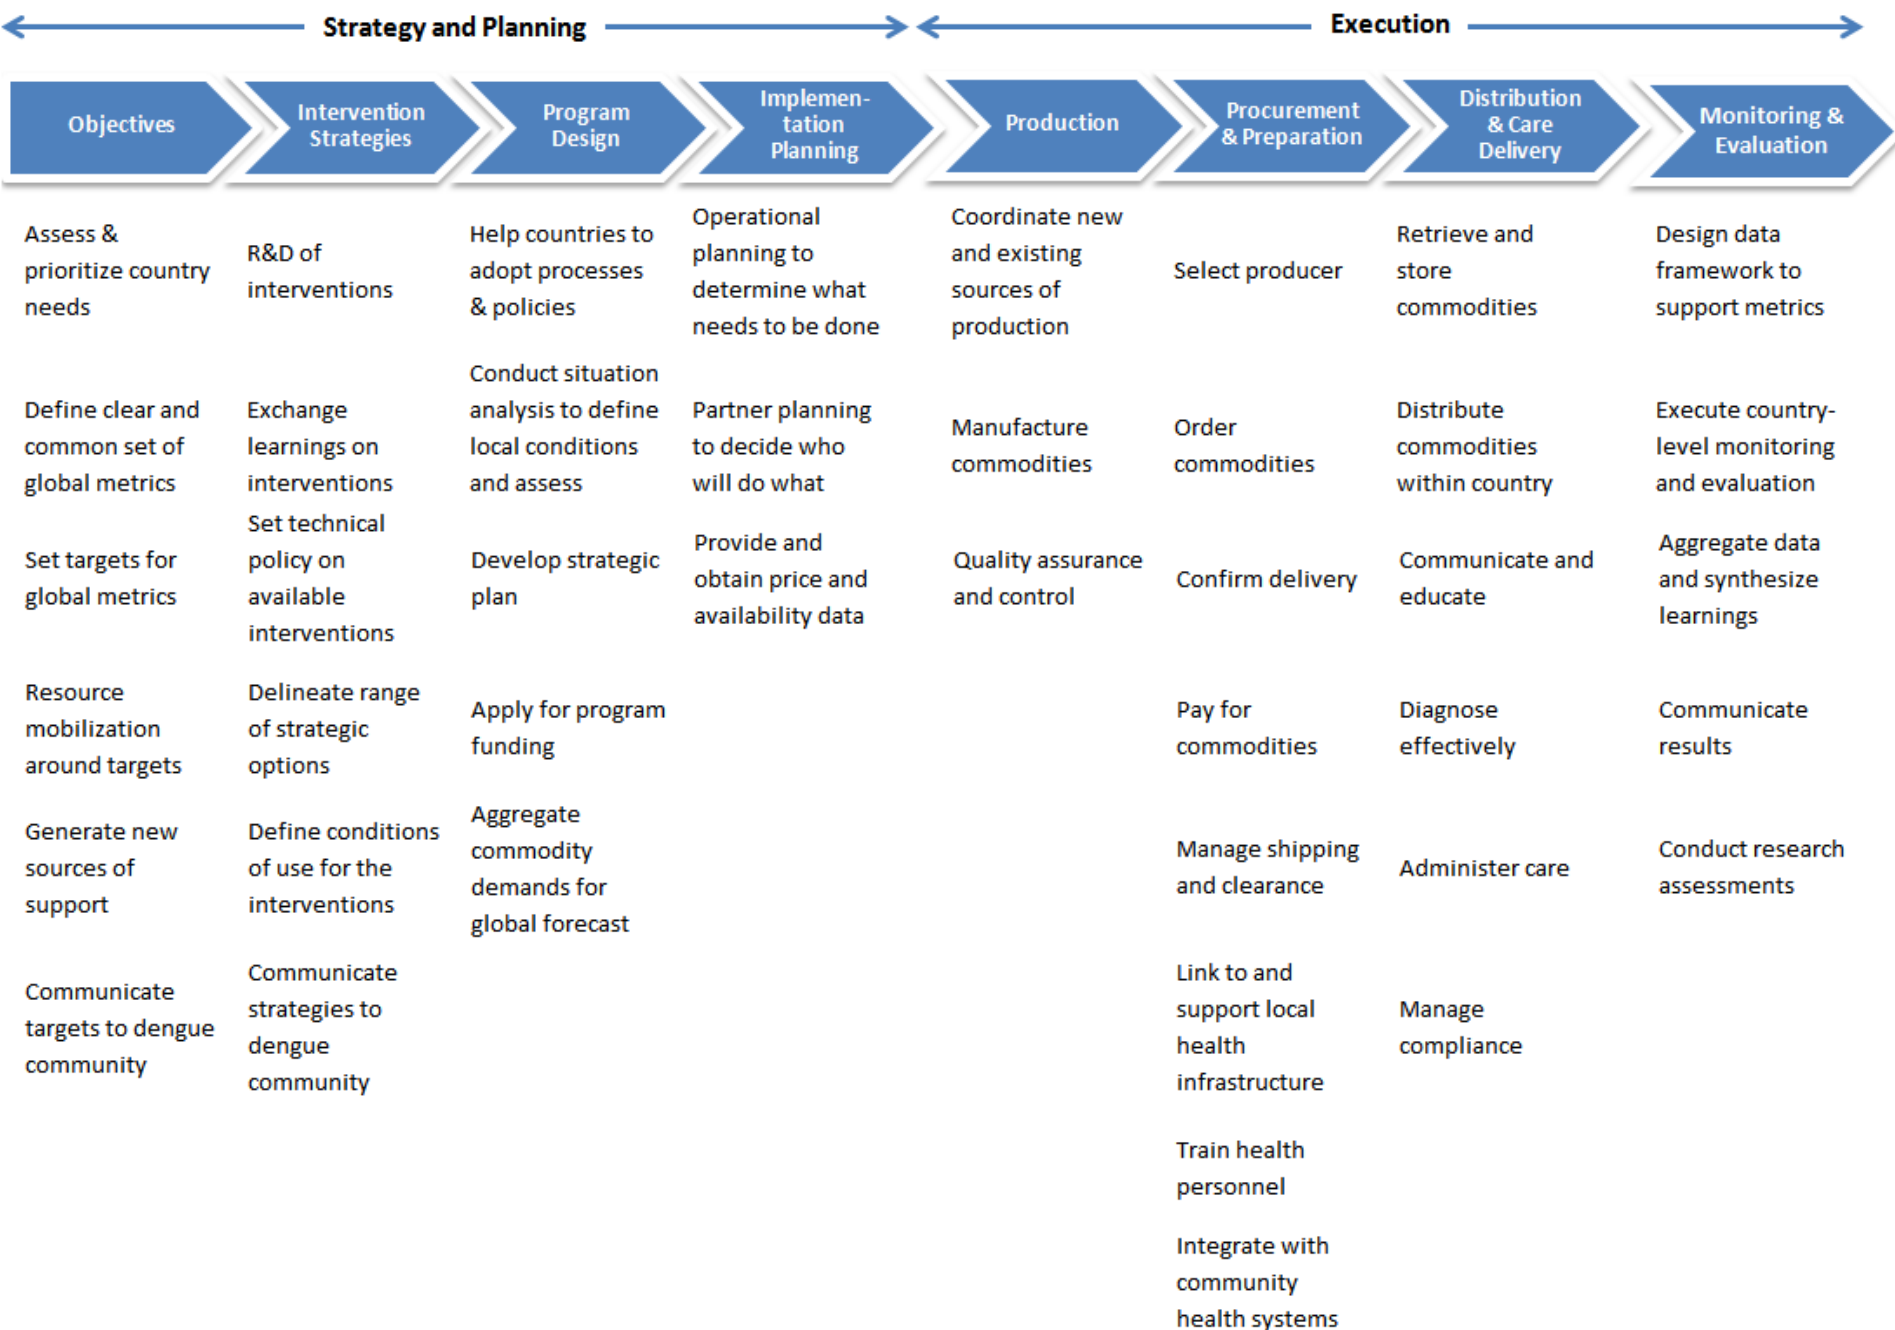 Strategy and Planning
Execution
Objectives
Intervention
Strategies
Program
Design
Implemen-
tation
Planning
Production
Procurement
& Preparation
Distribution
& Care
Delivery
Monitoring &
Evaluation
Assess &
prioritize country
needs
R&D of
interventions
Help countries to
adopt processes
& policies
Operational
planning to
determine what
needs to be done
Coordinate new
and existing
sources of
production
Select producer
Retrieve and
store
commodities
Design data
framework to
support metrics
Define clear and
common set of
global metrics
Exchange
learnings on
interventions
Conduct situation
analysis to define
local conditions
and assess
Partner planning
to decide who
will do what
Manufacture
commodities
Order
commodities
Distribute
commodities
within country
Execute country-
level monitoring
and evaluation
Set targets for
global metrics
Set technical
policy on
available
interventions
Develop strategic
plan
Provide and
obtain price and
availability data
Quality assurance
and control
Confirm delivery
Communicate and
educate
Aggregate data
and synthesize
learnings
Resource
mobilization
around targets
Delineate range
of strategic
options
Apply for program
funding
Pay for
commodities
Diagnose
effectively
Communicate
results
Generate new
sources of
support
Define conditions
of use for the
interventions
Aggregate
commodity
demands for
global forecast
Manage shipping
and clearance
Administer care
Conduct research
assessments
Communicate
targets to dengue
community
Communicate
strategies to
dengue
community
Link to and
support local
health
infrastructure
Manage
compliance
Train health
personnel
Integrate with
community
health systems